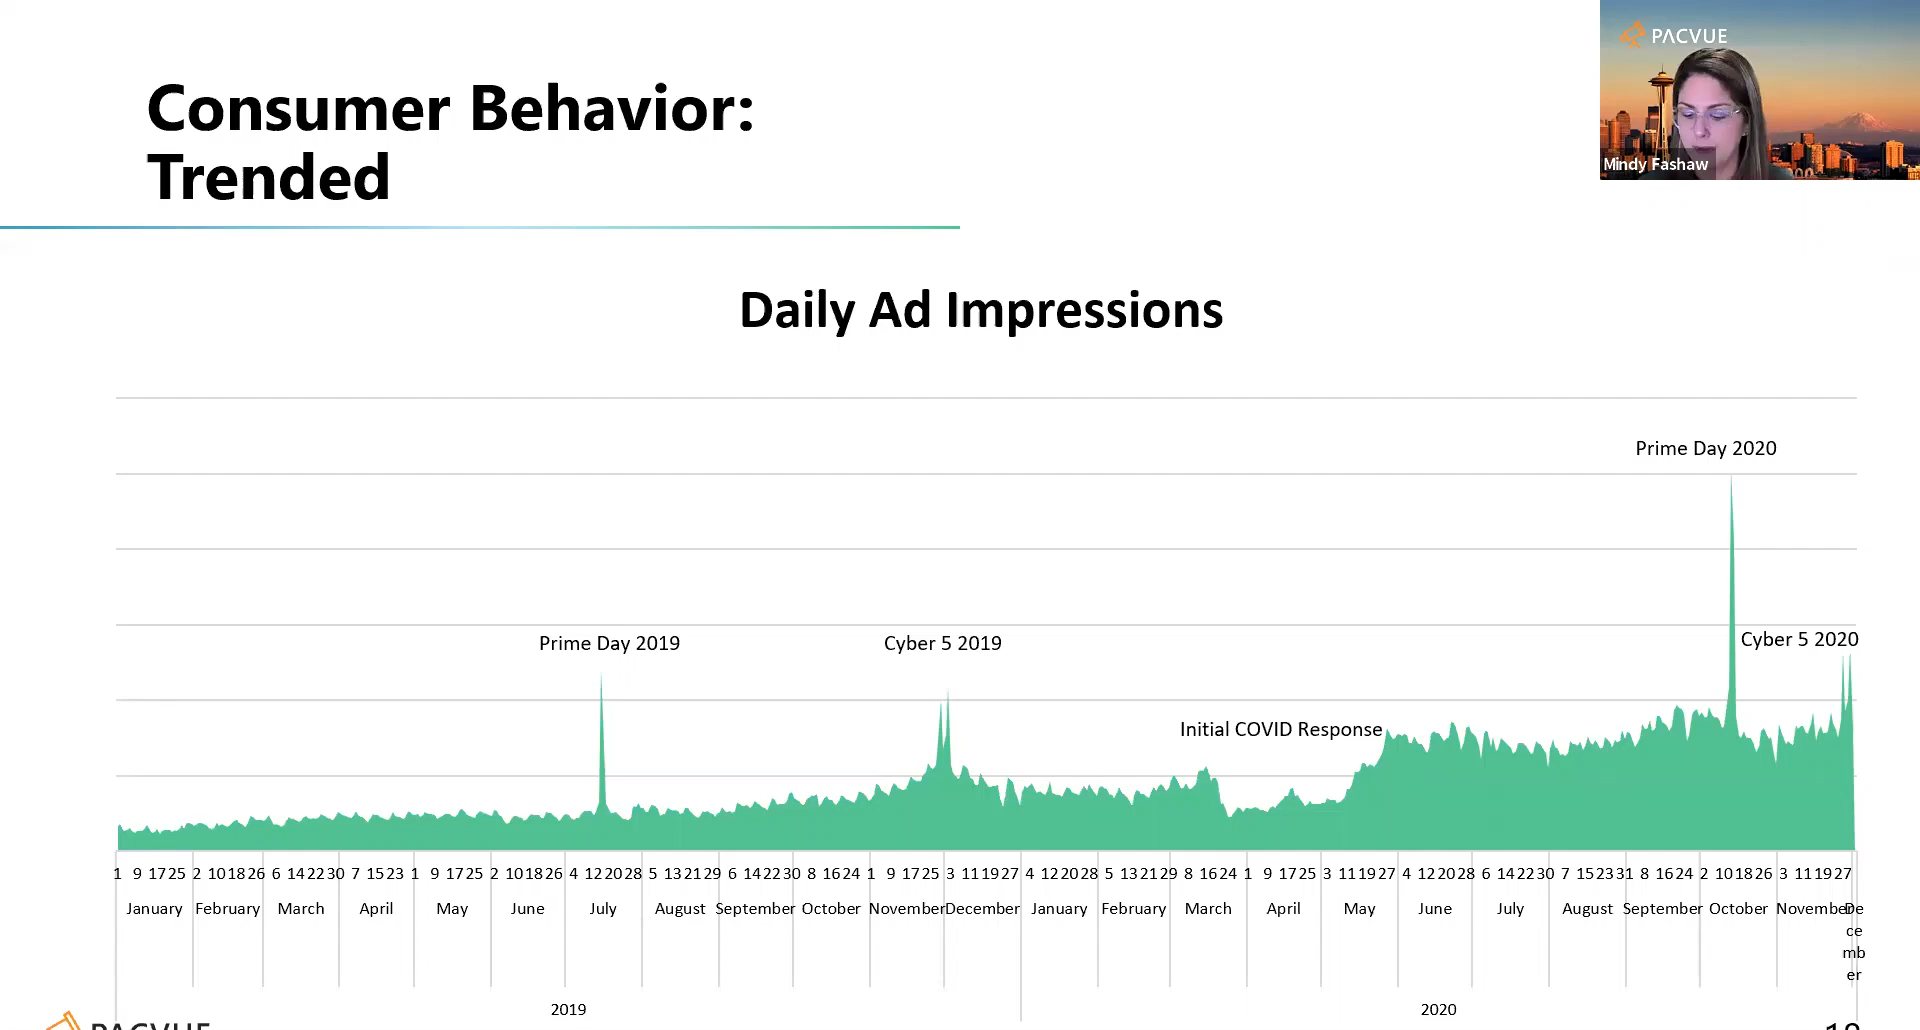 PACVUE
Mindy Fashaw
Consumer Behavior:
Trended
Daily Ad Impressions
Prime Day 2020
Prime Day 2019
Cyber 5 2019
Cyber 5 2020
Initial COVID Response
1 9 17 25 2 10 18 26 6 14 22 30 7 15 23 1 9 17 25 2 10 18 26 4 12 20 28 5 13 21 29 6 14 22 30 8 16 24 1 9 17 25 3 11 19 27 4 12 20 28 5 13 21 29 8 16 24 1 9 17 25 3 11 19 27 4 12 20 28 6 14 22 30 7 15 23 31 8 16 24 2 10 18 26 3 11 19 27
January February March April May June July August September October November December January February March April May June July August September October November De
ce
mb
er
2019 2020
PACVUE